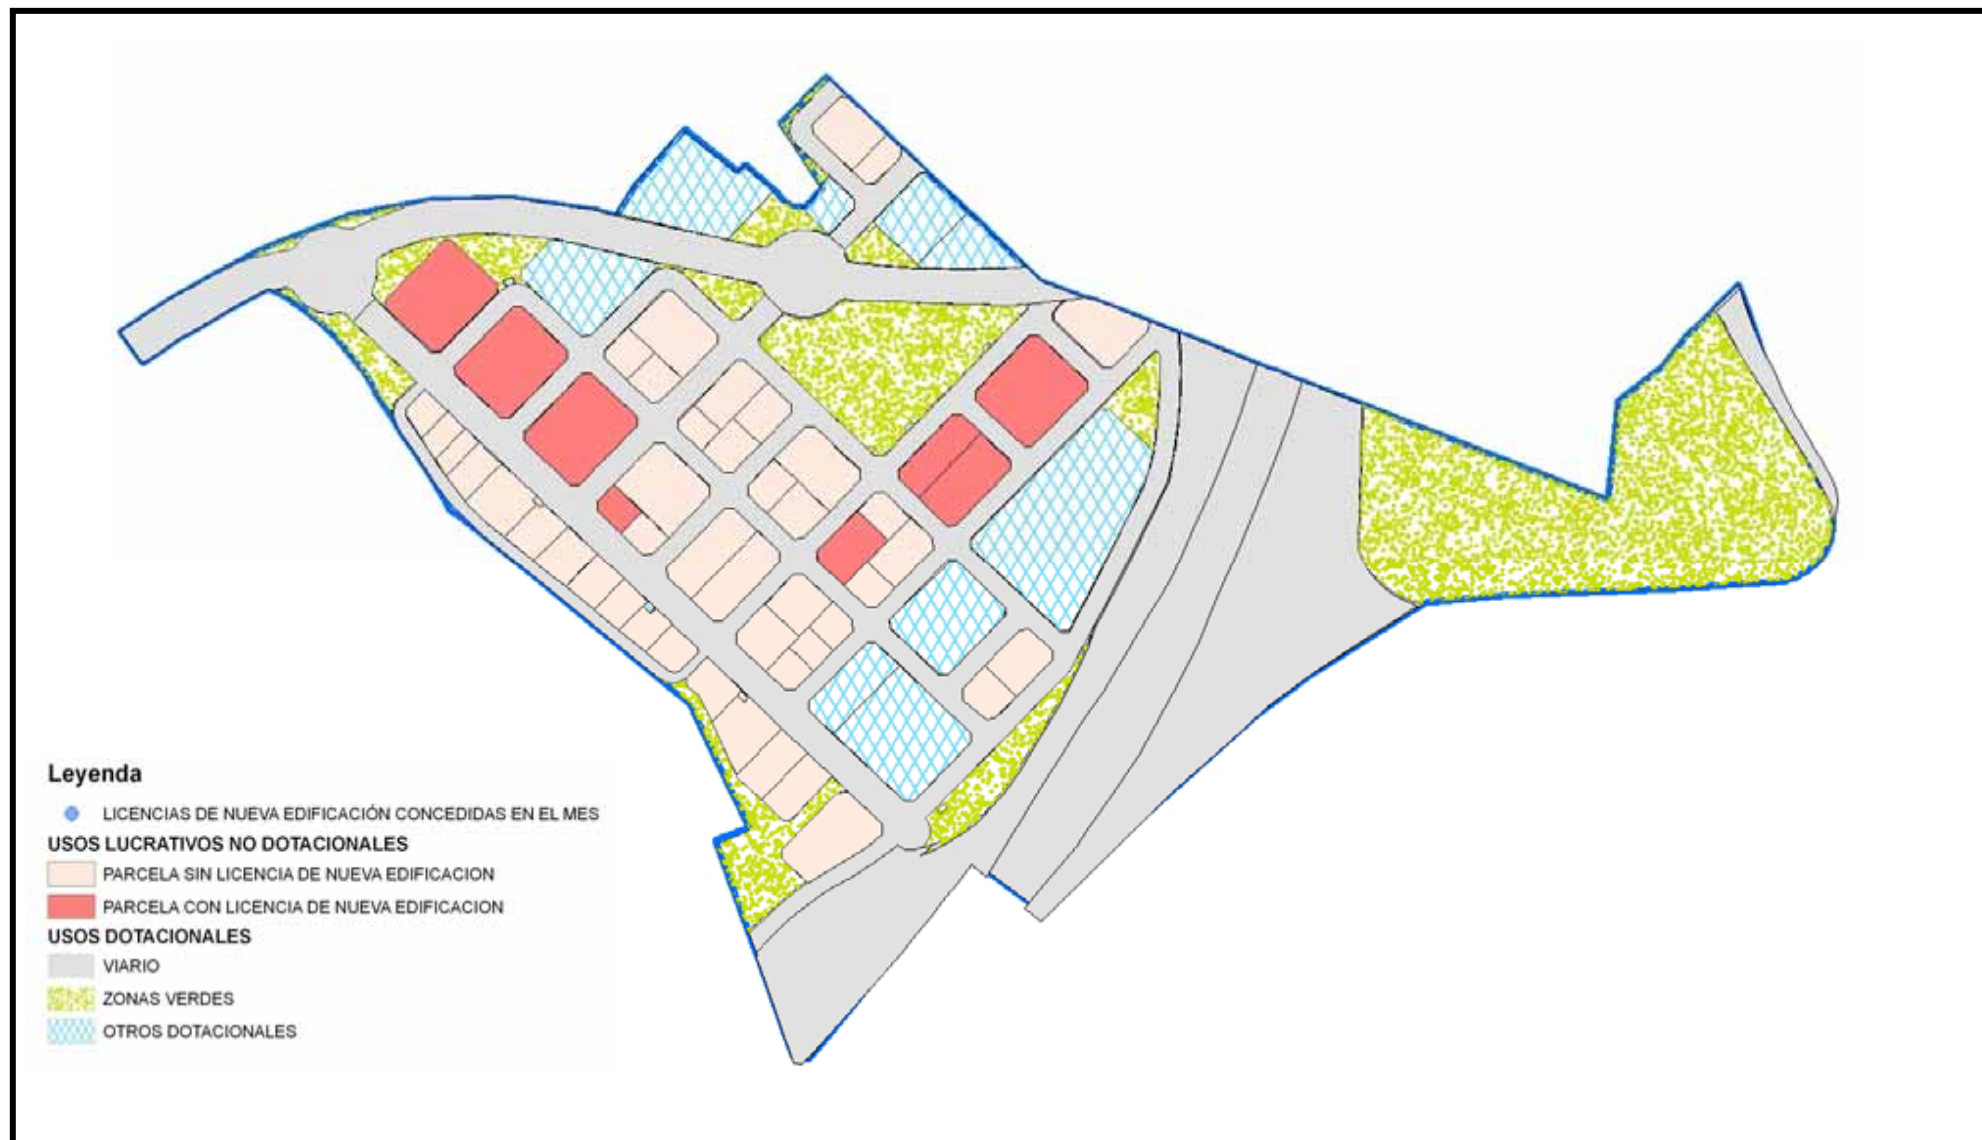 Leyenda
LICENCIAS DE NUEVA EDIFICACIÓN CONCEDIDAS EN EL MES
USOS LUCRATIVOS NO DOTACIONALES
PARCELA SIN LICENCIA DE NUEVA EDIFICACION
PARCELA CON LICENCIA DE NUEVA EDIFICACION
USOS DOTACIONALES
VIARIO
ZONAS VERDES
OTROS DOTACIONALES